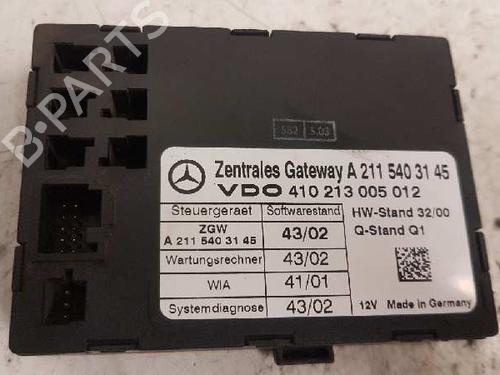 B-PARTS
552 3.03
Zentrales Gateway A 211 540 31 45
VDO 410 213 005 012
Steuergeraet Softwarestand
ZGW
A 211 540 31 45 43/02
Wartungsrechner 43/02
WIA 41/01
Systemdiagnose 43/02
HW-Stand 32/00
Q-Stand Q1
12V Made in Germany